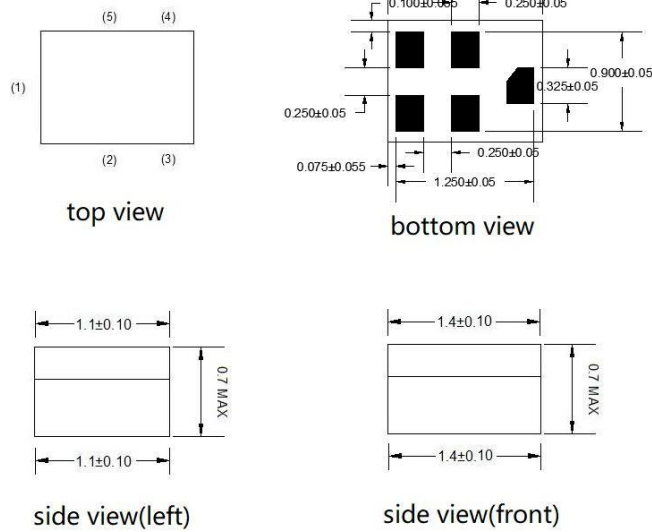 (5) (4)
(1)
(2) (3)
top view
0.100±0.055 0.250±0.05
0.900±0.05
0.325±0.05
0.250±0.05
0.250±0.05
0.075±0.055
1.250±0.05
bottom view
1.1±0.10
0.7 MAX
1.1±0.10
side view(left)
1.4±0.10
0.7 MAX
1.4±0.10
side view(front)